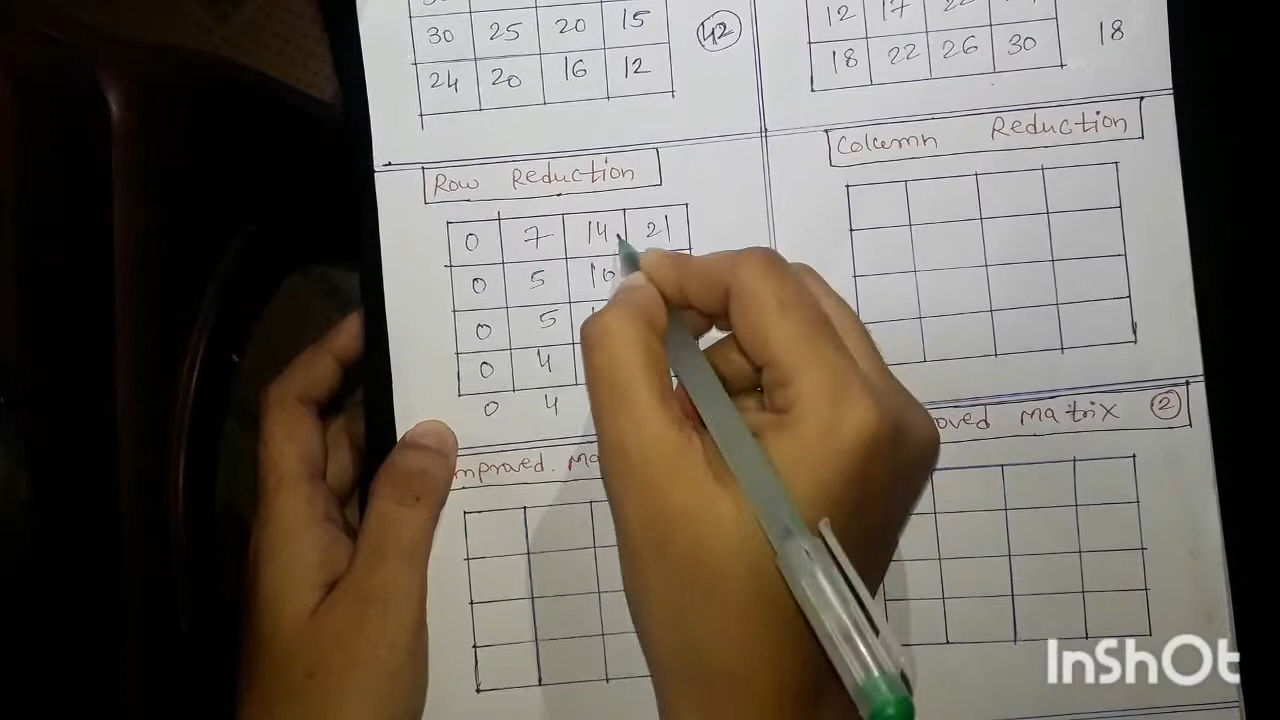 30 25 20 15
42
24 20 16 12
12 17
18 22 26 30
18
Row Reduction
0 7 14 21
0 5 10
0 5
0 4
0 4
Column Reduction
mproved. Ma
oved matrix 2
InShOt